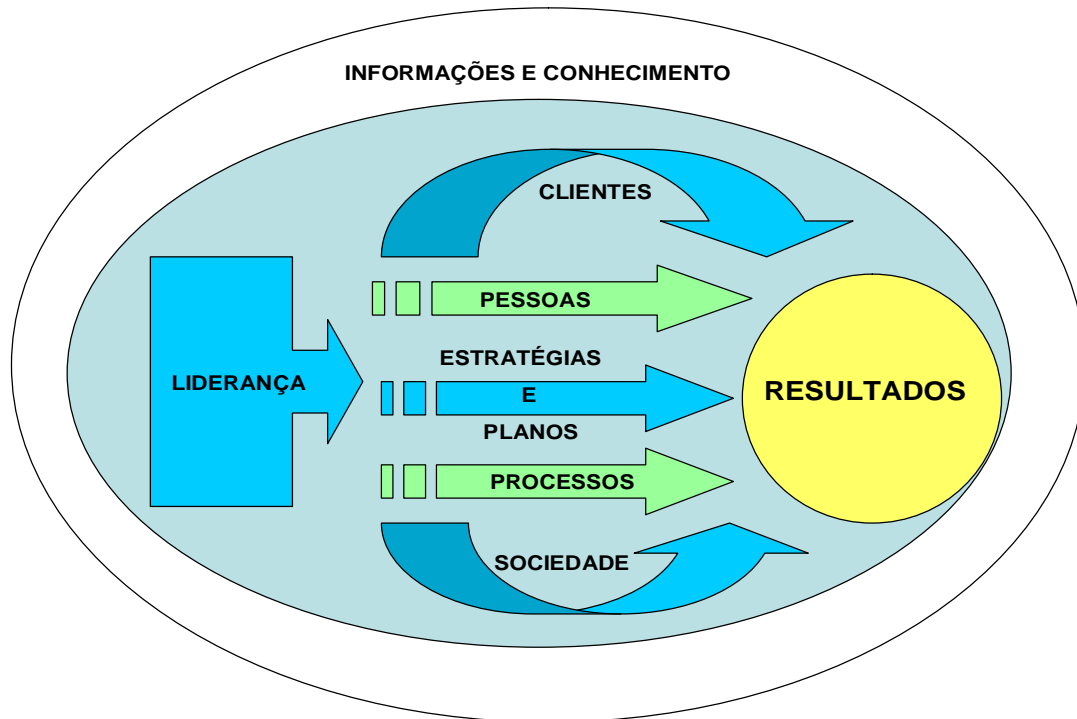 INFORMAÇÕES E CONHECIMENTO
CLIENTES
PESSOAS
LIDERANÇA
ESTRATÉGIAS
E
PLANOS
RESULTADOS
PROCESSOS
SOCIEDADE